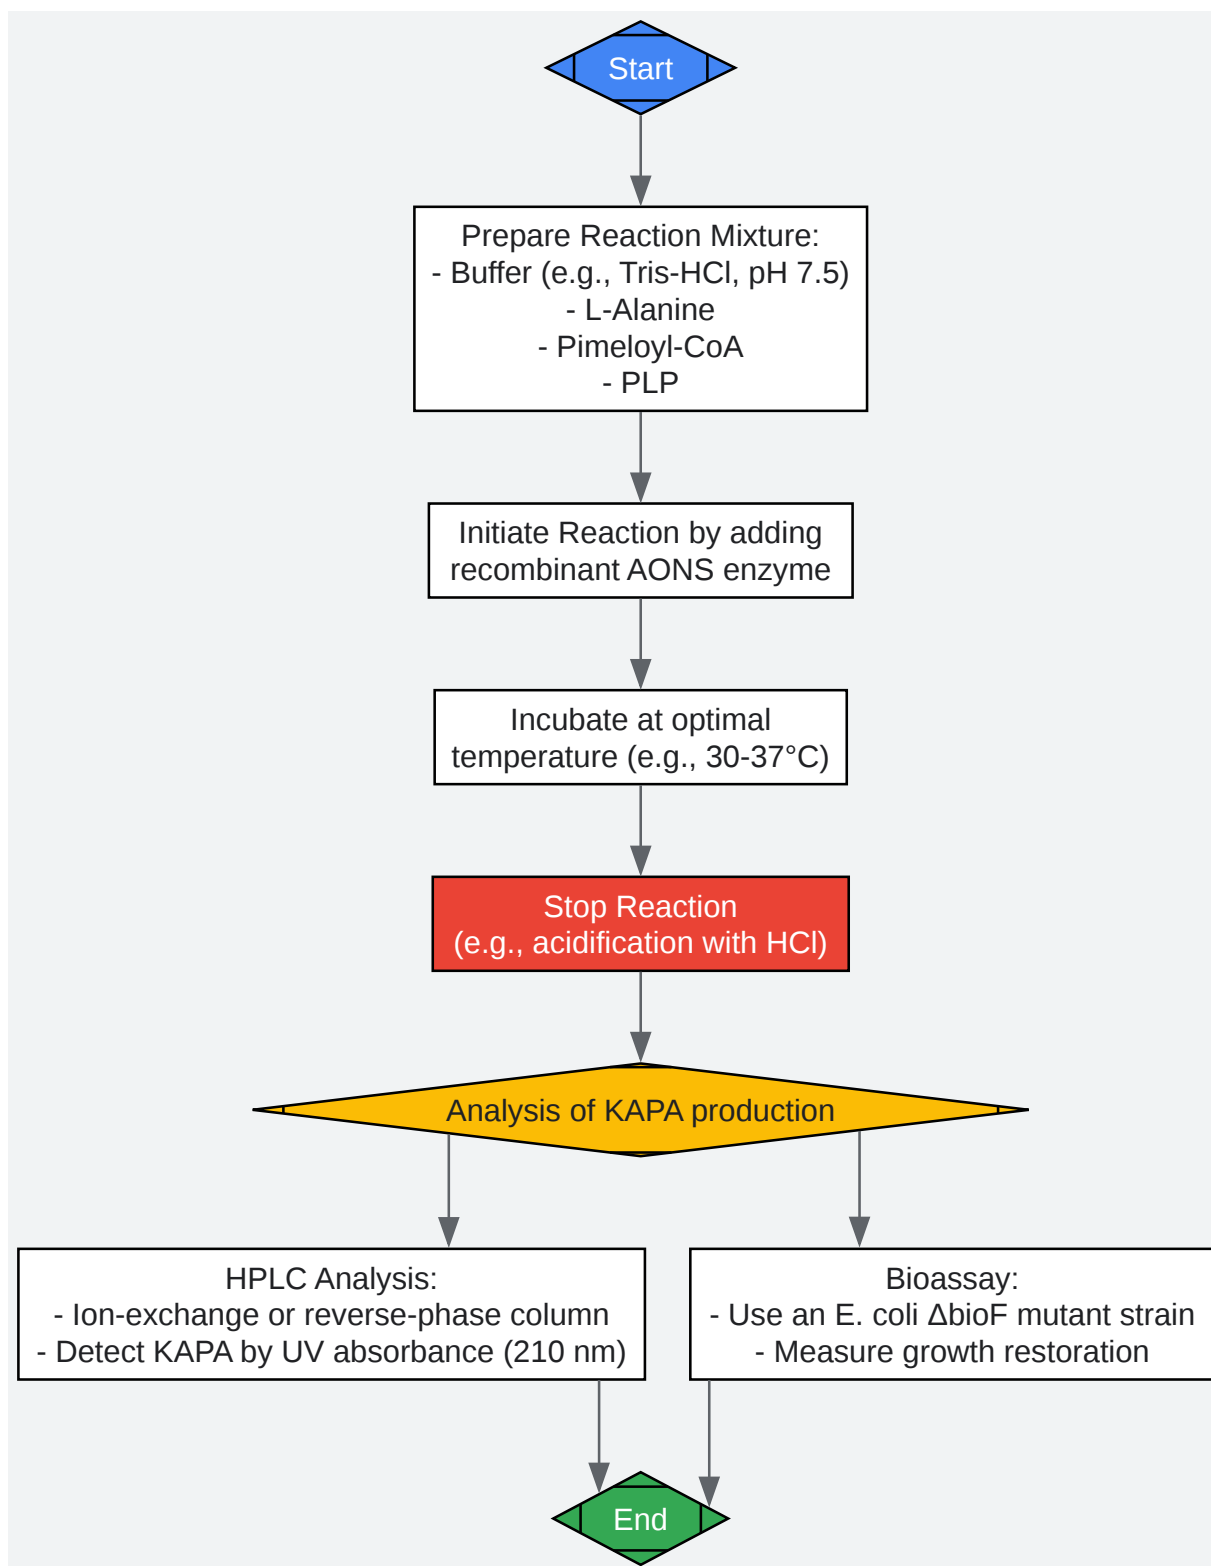 Start
Prepare Reaction Mixture:
- Buffer (e.g., Tris-HCl, pH 7.5)
- L-Alanine
- Pimeloyl-CoA
- PLP
Initiate Reaction by adding
recombinant AONS enzyme
Incubate at optimal
temperature (e.g., 30-37°C)
Stop Reaction
(e.g., acidification with HCl)
Analysis of KAPA production
HPLC Analysis:
- Ion-exchange or reverse-phase column
- Detect KAPA by UV absorbance (210 nm)
Bioassay:
- Use an E. coli ΔbioF mutant strain
- Measure growth restoration
End